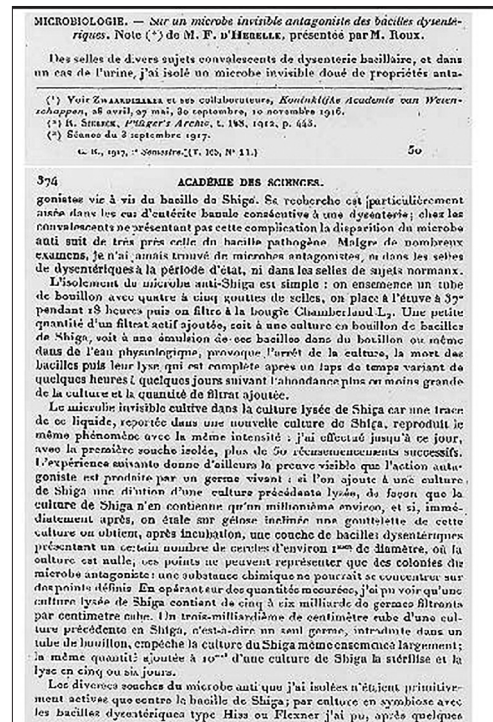 MICROBIOLOGIE. — Sur un microbe invisible antagoniste des bacilles dysenté-
riques. Note (*) de M. F. D'HERELLE, présentée par M. Roux.
Des selles de divers sujets convalescents de dysenterie bacillaire, et dans
un cas de l'urine, j'ai isolé un microbe invisible doué de propriétés anta-
(¹) Voir ZWAARDEMAKER et ses collaborateurs, Koninklijke Academie van Weten-
schappen, 28 avril, 27 mai, 30 septembre, 10 novembre 1916.
Pflüger's Archiv, t. 148, 1912, p. 445.
(*) Séance du 3 septembre 1917.
C. R., 1917, 2e Semestre. (T. 165, N° 11.) 50
374 ACADÉMIE DES SCIENCES.
gonistes vis à vis du bacille de Shiga. Sa recherche est particulièrement
aisée dans les cas d'entérite banale consécutive à une dysenterie; chez les
convalescents ne présentant pas cette complication la disparition du microbe
anti suit de très près celle du bacille pathogène. Malgré de nombreux
examens, je n'ai jamais trouvé de microbes antagonistes, ni dans les selles
de dysentériques à la période d'état, ni dans les selles de sujets normaux.
L'isolement du microbe anti-Shiga est simple : on ensemence un tube
de bouillon avec quatre à cinq gouttes de selles, on place à l'étuve à 37°
pendant 18 heures puis on filtre à la bougie Chamberland L₂. Une petite
quantité d'un filtrat actif ajoutée, soit à une culture en bouillon de bacilles
de Shiga, soit à une émulsion de ces bacilles dans du bouillon ou même
dans de l'eau physiologique, provoque l'arrêt de la culture, la mort des
bacilles puis leur lyse qui est complète après un laps de temps variant de
quelques heures à quelques jours suivant l'abondance plus ou moins grande
de la culture et la quantité de filtrat ajoutée.
Le microbe invisible cultive dans la culture lysée de Shiga car une trace
de ce liquide, reportée dans une nouvelle culture de Shiga, reproduit le
même phénomène avec la même intensité : j'ai effectué jusqu'à ce jour,
avec la première souche isolée, plus de 50 réensemencements successifs.
L'expérience suivante donne d'ailleurs la preuve visible que l'action anta-
goniste est produite par un germe vivant : si l'on ajoute à une culture
de Shiga une dilution d'une culture précédente lysée, de façon que la
culture de Shiga n'en contienne qu'un millionième environ, et si, immé-
diatement après, on étale sur gélose inclinée une gouttelette de cette
culture on obtient, après incubation, une couche de bacilles dysentériques
présentant un certain nombre de cercles d'environ 1mm de diamètre, où la
culture est nulle; ces points ne peuvent représenter que des colonies du
microbe antagoniste : une substance chimique ne pourrait se concentrer sur
des points définis. En opérant sur des quantités mesurées, j'ai pu voir qu'une
culture lysée de Shiga contient de cinq à six milliards de germes filtrants
par centimètre cube. Un trois-milliardième de centimètre cube d'une cul-
ture précédente en Shiga, c'est-à-dire un seul germe, introduite dans un
tube de bouillon, empêche la culture du Shiga même ensemencé largement;
la même quantité ajoutée à 10cm³ d'une culture de Shiga la stérilise et la
lyse en cinq ou six jours.
Les diverses souches du microbe anti que j'ai isolées n'étaient primitive-
ment actives que contre le bacille de Shiga; par culture en symbiose avec
les bacilles dysentériques type Hiss ou Flexner j'ai pu, après quelques